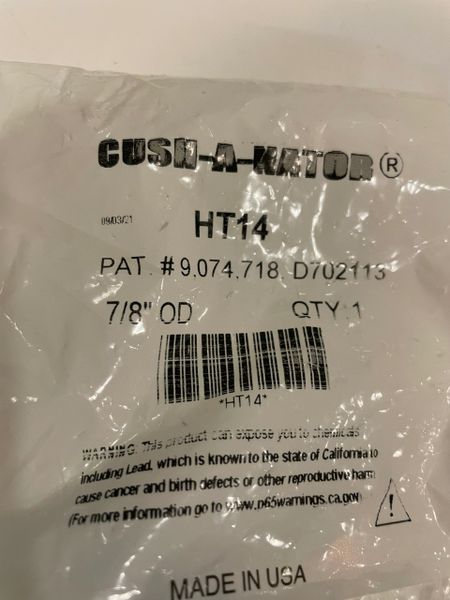 CUSH-A-NATOR®
09/03/21
HT14
PAT. #9,074,718, D702113
7/8" OD QTY: 1
*HT14*
WARNING: This product can expose you to chemicals
including Lead, which is known to the state of California to
cause cancer and birth defects or other reproductive harm
(For more information go to www.p65warnings.ca.gov)
MADE IN USA